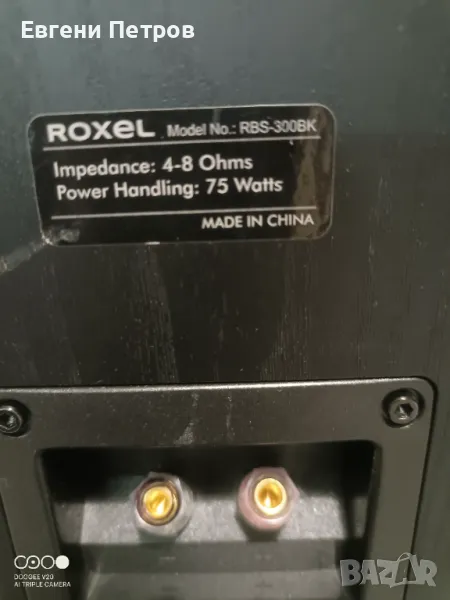 Евгени Петров
ROXEL Model No.: RBS-300BK
Impedance: 4-8 Ohms
Power Handling: 75 Watts
MADE IN CHINA
DOOGEE V20
AI TRIPLE CAMERA
BAZAR